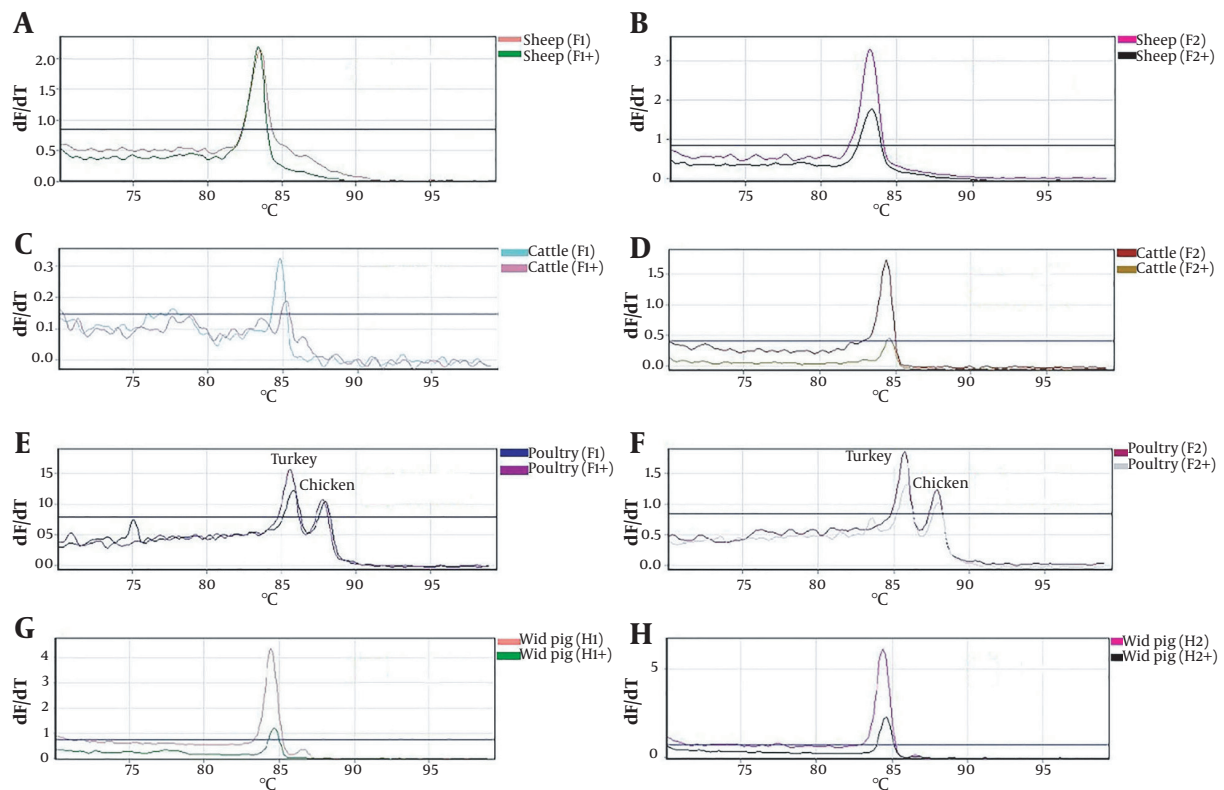 A
Sheep (F1)
Sheep (F1+)
dF/dT
2.0
1.5
1.0
0.5
0.0
75 80 85 90 95
°C
B
Sheep (F2)
Sheep (F2+)
dF/dT
3
2
1
0
75 80 85 90 95
°C
C
Cattle (F1)
Cattle (F1+)
dF/dT
0.3
0.2
0.1
0.0
75 80 85 90 95
°C
D
Cattle (F2)
Cattle (F2+)
dF/dT
1.5
1.0
0.5
0.0
75 80 85 90 95
°C
E
Poultry (F1)
Poultry (F1+)
Turkey
Chicken
dF/dT
15
10
05
00
75 80 85 90 95
°C
F
Poultry (F2)
Poultry (F2+)
Turkey
Chicken
dF/dT
1.5
1.0
0.5
0.0
75 80 85 90 95
°C
G
Wid pig (H1)
Wid pig (H1+)
dF/dT
4
3
2
1
0
75 80 85 90 95
°C
H
Wid pig (H2)
Wid pig (H2+)
dF/dT
5
0
75 80 85 90 95
°C